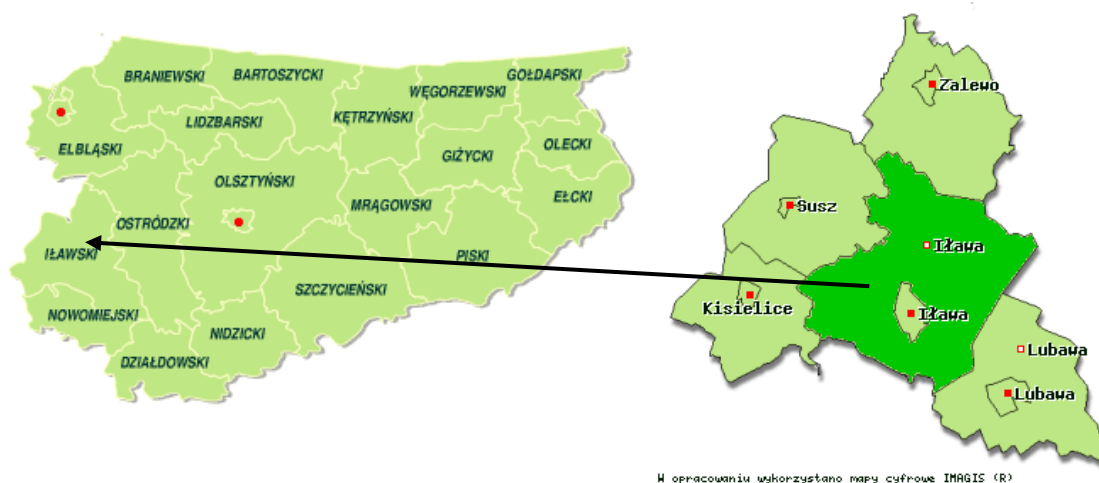 BRANIEWSKI
BARTOSZYCKI
GOŁDAPSKI
WĘGORZEWSKI
KĘTRZYŃSKI
LIDZBARSKI
ELBLĄSKI
GIŻYCKI
OLECKI
OLSZTYŃSKI
EŁCKI
MRĄGOWSKI
OSTRÓDZKI
IŁAWSKI
PISKI
SZCZYCIEŃSKI
NOWOMIEJSKI
NIDZICKI
DZIAŁDOWSKI
Zalewo
Susz
Iława
Kisielice
Iława
Lubawa
Lubawa
W opracowaniu wykorzystano mapy cyfrowe IMAGIS (R)